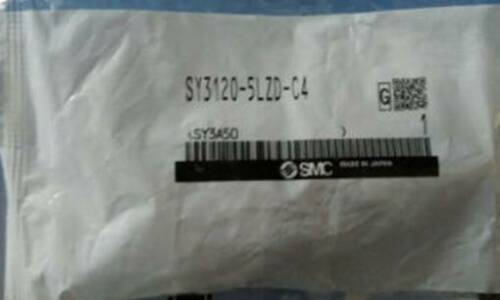 SY3120-5LZD-C4
G
<SY3A50 > 1
SMC MADE IN JAPAN